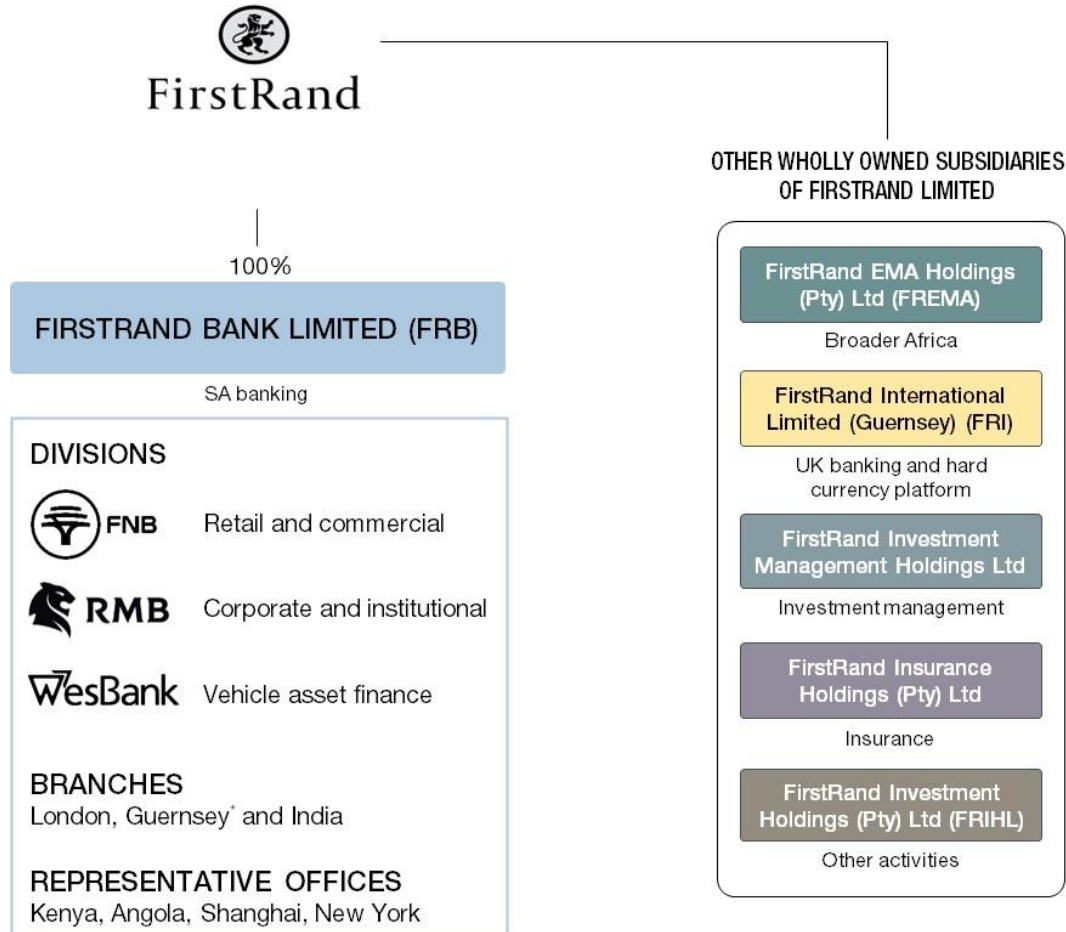 FirstRand
100%
FIRSTRAND BANK LIMITED (FRB)
SA banking
DIVISIONS
FNB Retail and commercial
RMB Corporate and institutional
WesBank Vehicle asset finance
BRANCHES
London, Guernsey* and India
REPRESENTATIVE OFFICES
Kenya, Angola, Shanghai, New York
OTHER WHOLLY OWNED SUBSIDIARIES
OF FIRSTRAND LIMITED
FirstRand EMA Holdings
(Pty) Ltd (FREMA)
Broader Africa
FirstRand International
Limited (Guernsey) (FRI)
UK banking and hard
currency platform
FirstRand Investment
Management Holdings Ltd
Investment management
FirstRand Insurance
Holdings (Pty) Ltd
Insurance
FirstRand Investment
Holdings (Pty) Ltd (FRIHL)
Other activities